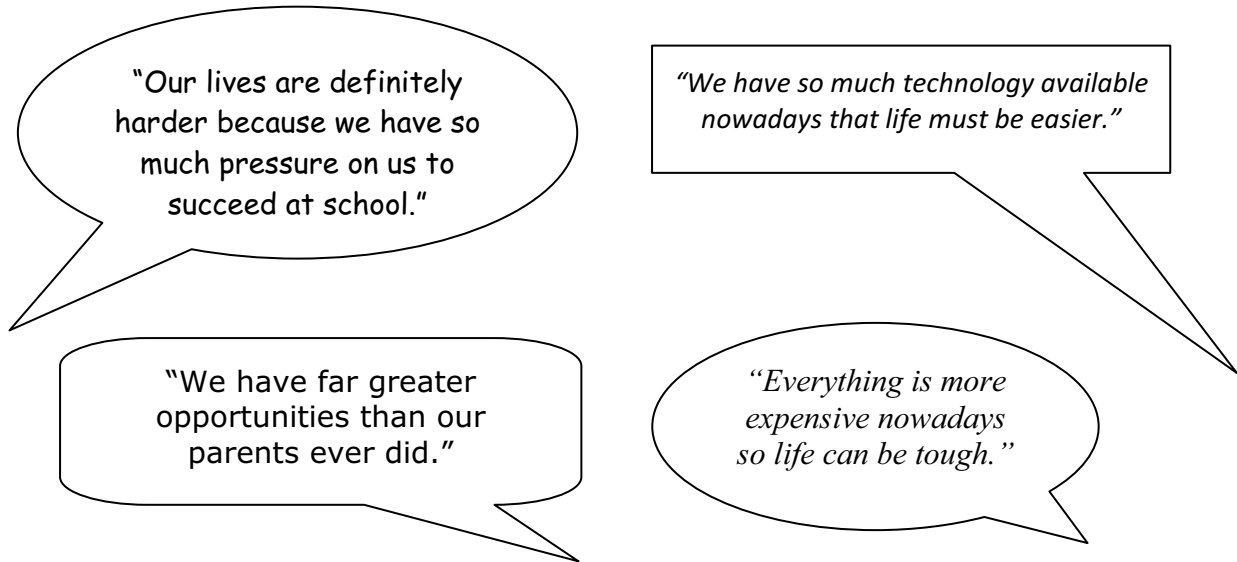 “Our lives are definitely
harder because we have so
much pressure on us to
succeed at school.”
“We have so much technology available
nowadays that life must be easier.”
“We have far greater
opportunities than our
parents ever did.”
“Everything is more
expensive nowadays
so life can be tough.”